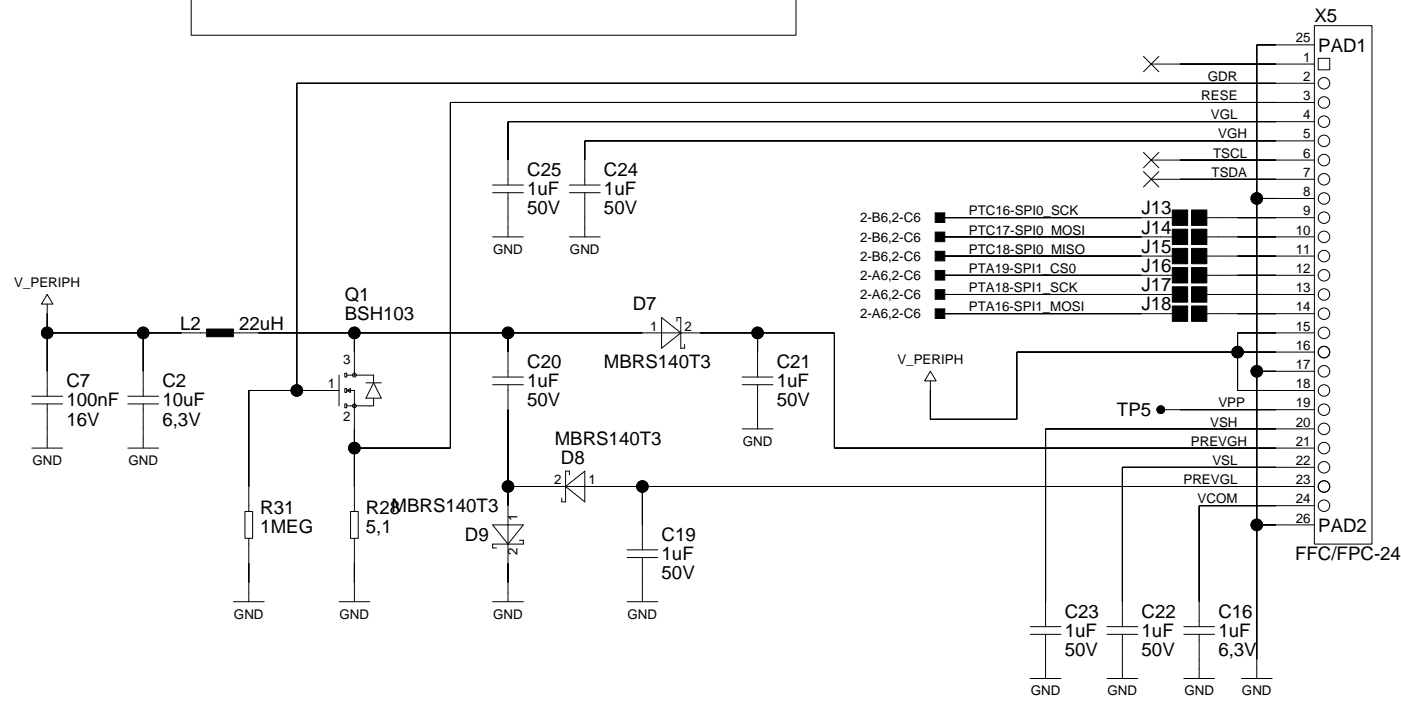 X5
25 PAD1
1
GDR 2
RESE 3
VGL 4
VGH 5
TSCL 6
TSDA 7
8
2-B6,2-C6 PTC16-SPI0_SCK J13 9
2-B6,2-C6 PTC17-SPI0_MOSI J14 10
2-B6,2-C6 PTC18-SPI0_MISO J15 11
2-A6,2-C6 PTA19-SPI1_CS0 J16 12
2-A6,2-C6 PTA18-SPI1_SCK J17 13
2-A6,2-C6 PTA16-SPI1_MOSI J18 14
15
16
17
18
TP5 VPP 19
VSH 20
PREVGH 21
VSL 22
PREVGL 23
VCOM 24
26 PAD2
FFC/FPC-24
C25
1uF
50V
GND
C24
1uF
50V
GND
V_PERIPH
L2 22uH
C7
100nF
16V
GND
C2
10uF
6,3V
GND
Q1
BSH103
3
1
2
D7
1 2
MBRS140T3
C20
1uF
50V
C21
1uF
50V
GND
V_PERIPH
MBRS140T3
D8
2 1
R31
1MEG
GND
R28
5,1
GND
MBRS140T3
D9
1
2
GND
C19
1uF
50V
GND
C23
1uF
50V
GND
C22
1uF
50V
GND
C16
1uF
6,3V
GND
GND